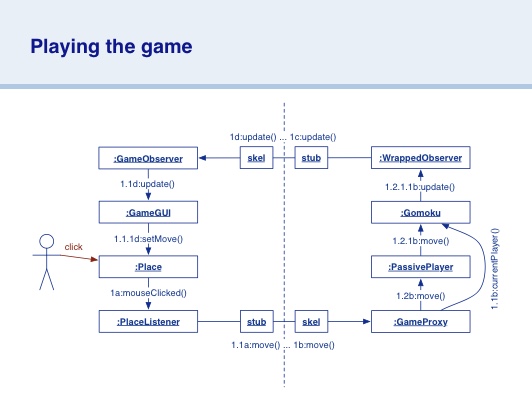 Playing the game
1d:update() ... 1c:update()
:GameObserver
skel
stub
:WrappedObserver
1.1d:update()
1.2.1.1b:update()
:GameGUI
:Gomoku
1.1.1d:setMove()
1.2.1b:move()
click
:Place
:PassivePlayer
1.1b:currentPlayer()
1a:mouseClicked()
1.2b:move()
:PlaceListener
stub
skel
:GameProxy
1.1a:move() ... 1b:move()